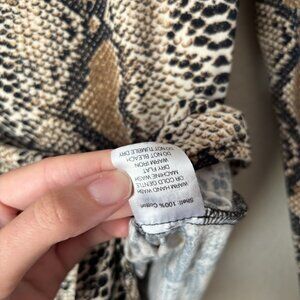 Shell: 100% Cotton
WARM HAND WASH
OR COLD GENTLE
MACHINE WASH
DRY FLAT
WARM IRON
DO NOT BLEACH
DO NOT TUMBLE DRY